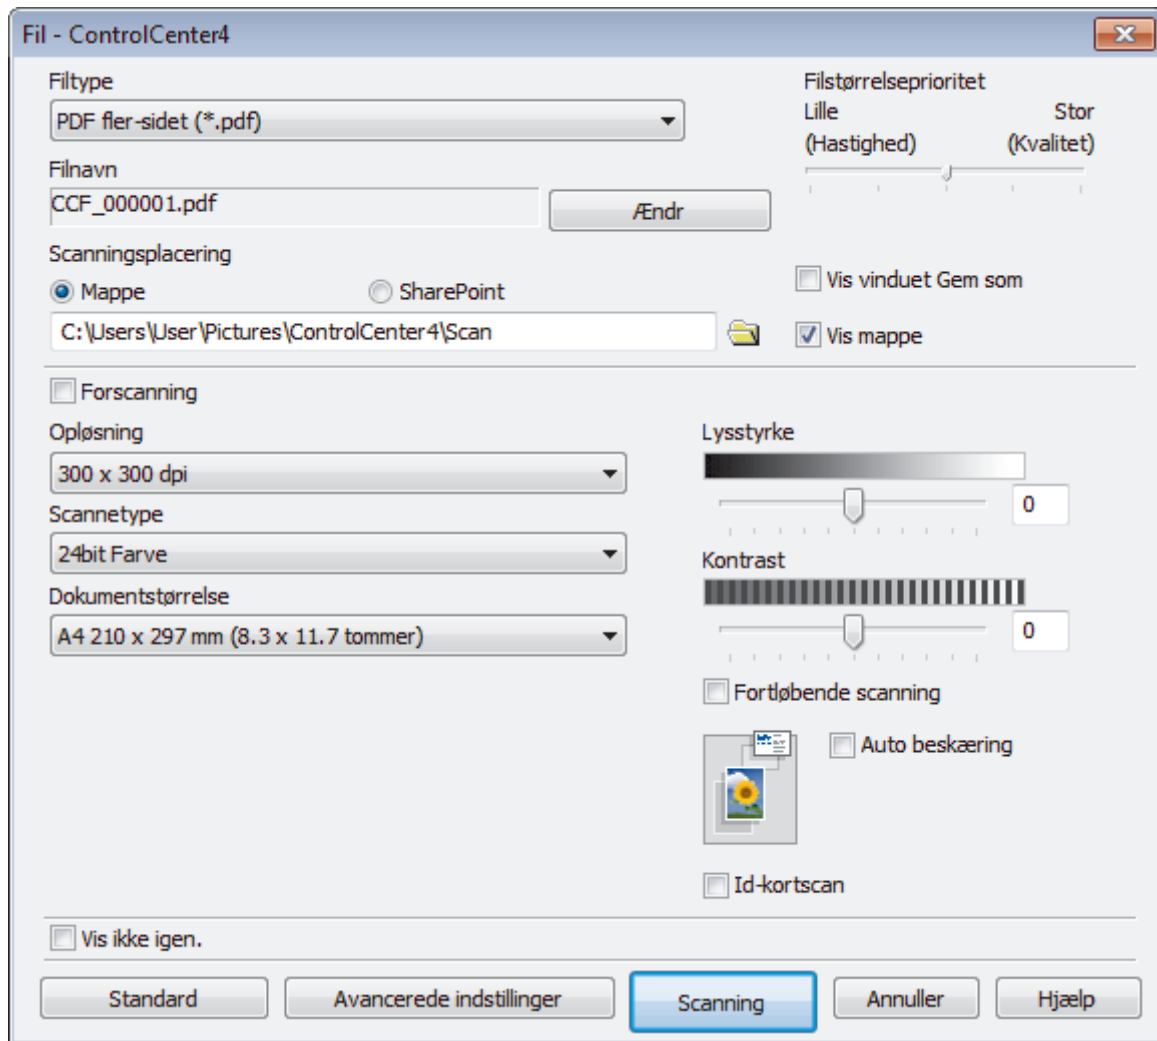 Fil - ControlCenter4
Filtype
PDF fler-sidet (*.pdf)
Filstørrelseprioritet
Lille Stor
(Hastighed) (Kvalitet)
Filnavn
CCF_000001.pdf
Ændr
Scanningsplacering
Mappe SharePoint
Vis vinduet Gem som
C:\Users\User\Pictures\ControlCenter4\Scan
Vis mappe
Forscanning
Opløsning
300 x 300 dpi
Scannetype
24bit Farve
Dokumentstørrelse
A4 210 x 297 mm (8.3 x 11.7 tommer)
Lysstyrke
0
Kontrast
0
Fortløbende scanning
Auto beskæring
Id-kortscan
Vis ikke igen.
Standard Avancerede indstillinger Scanning Annuller Hjælp